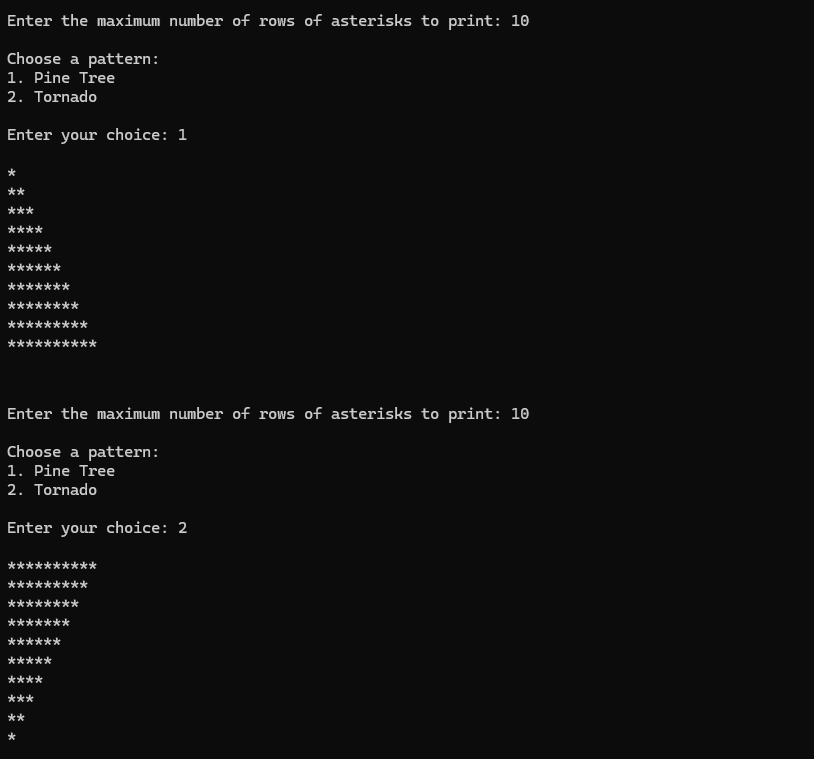 Enter the maximum number of rows of asterisks to print: 10
Choose a pattern:
1. Pine Tree
2. Tornado
Enter your choice: 1
*
**
***
****
*****
******
*******
********
*********
**********
Enter the maximum number of rows of asterisks to print: 10
Choose a pattern:
1. Pine Tree
2. Tornado
Enter your choice: 2
**********
*********
********
*******
******
*****
****
***
**
*